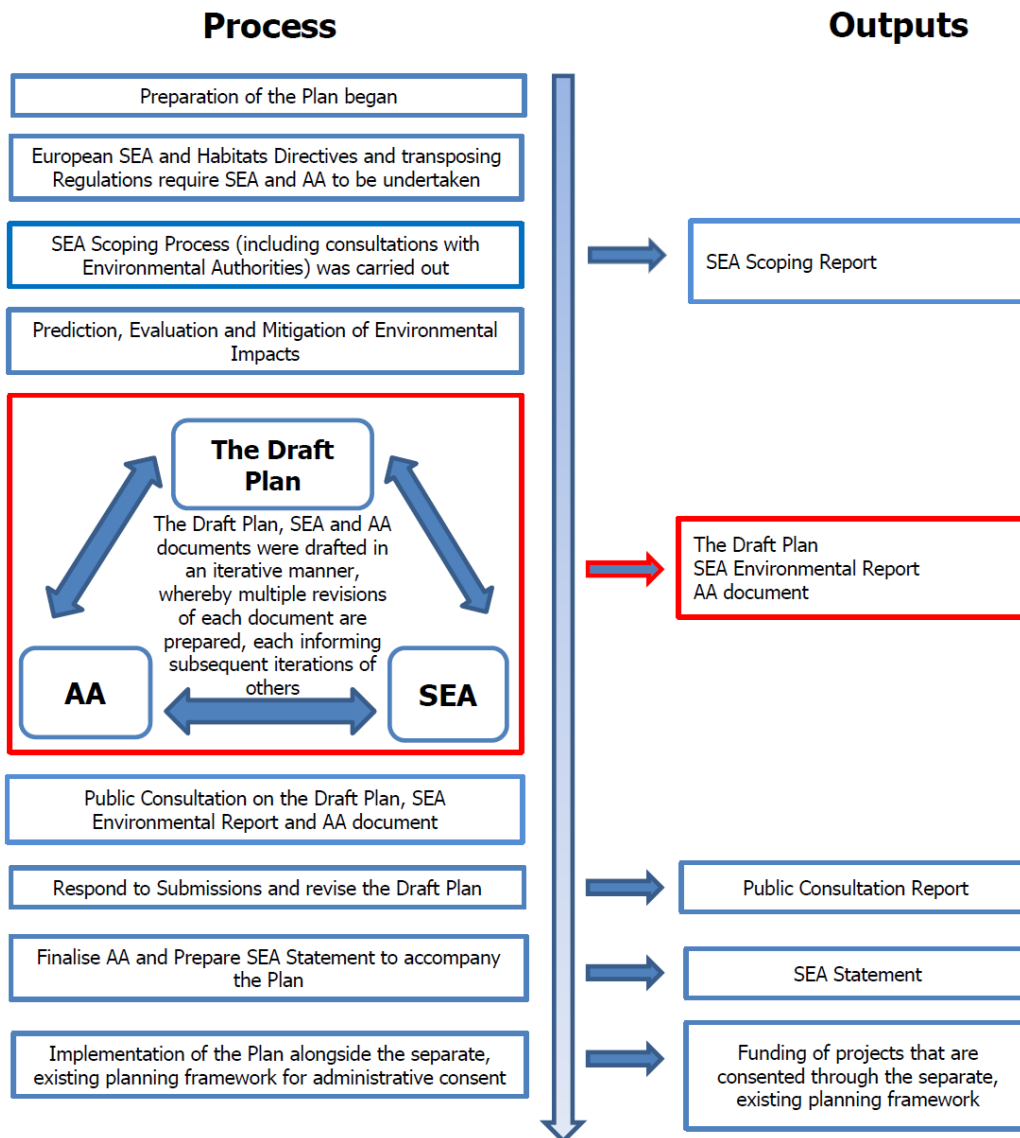 Process
Outputs
Preparation of the Plan began
European SEA and Habitats Directives and transposing
Regulations require SEA and AA to be undertaken
SEA Scoping Process (including consultations with
Environmental Authorities) was carried out
SEA Scoping Report
Prediction, Evaluation and Mitigation of Environmental
Impacts
The Draft
Plan
The Draft Plan, SEA and AA
documents were drafted in
an iterative manner,
whereby multiple revisions
of each document are
prepared, each informing
subsequent iterations of
others
AA
SEA
The Draft Plan
SEA Environmental Report
AA document
Public Consultation on the Draft Plan, SEA
Environmental Report and AA document
Respond to Submissions and revise the Draft Plan
Public Consultation Report
Finalise AA and Prepare SEA Statement to accompany
the Plan
SEA Statement
Implementation of the Plan alongside the separate,
existing planning framework for administrative consent
Funding of projects that are
consented through the separate,
existing planning framework